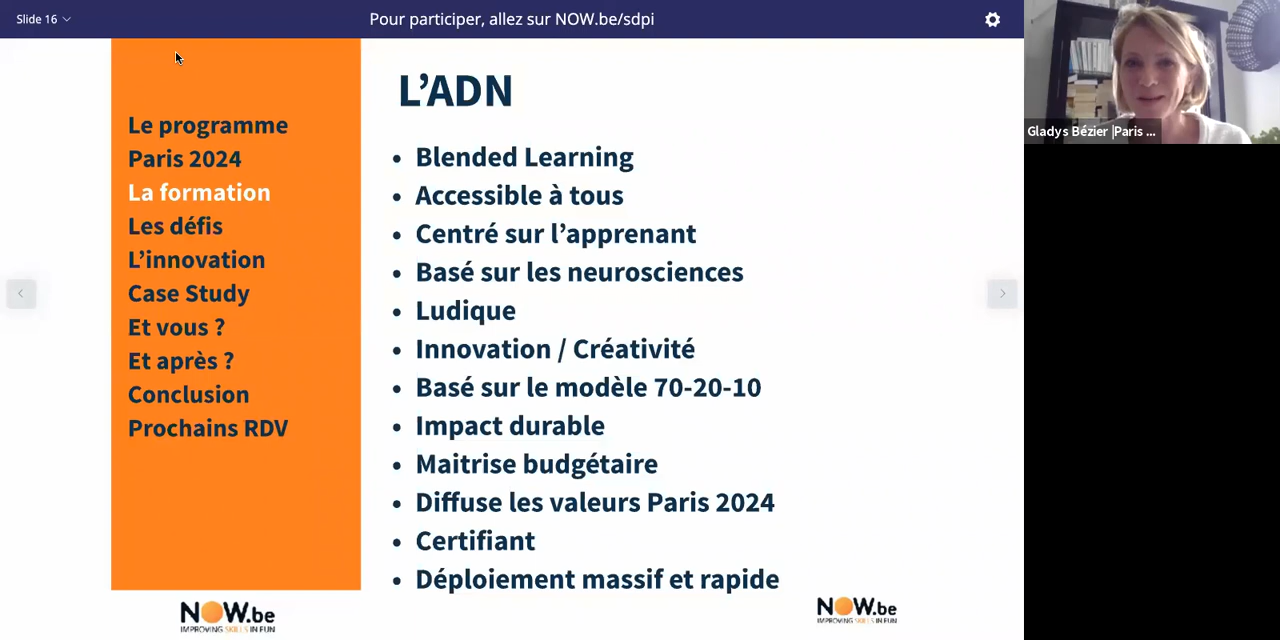 Slide 16
Pour participer, allez sur NOW.be/sdpi
Le programme
Paris 2024
La formation
Les défis
L’innovation
Case Study
Et vous ?
Et après ?
Conclusion
Prochains RDV
NOW.be
IMPROVING SKILLS IN FUN
L’ADN
• Blended Learning
• Accessible à tous
• Centré sur l’apprenant
• Basé sur les neurosciences
• Ludique
• Innovation / Créativité
• Basé sur le modèle 70-20-10
• Impact durable
• Maitrise budgétaire
• Diffuse les valeurs Paris 2024
• Certifiant
• Déploiement massif et rapide
NOW.be
IMPROVING SKILLS IN FUN
Gladys Bézier |Paris ...